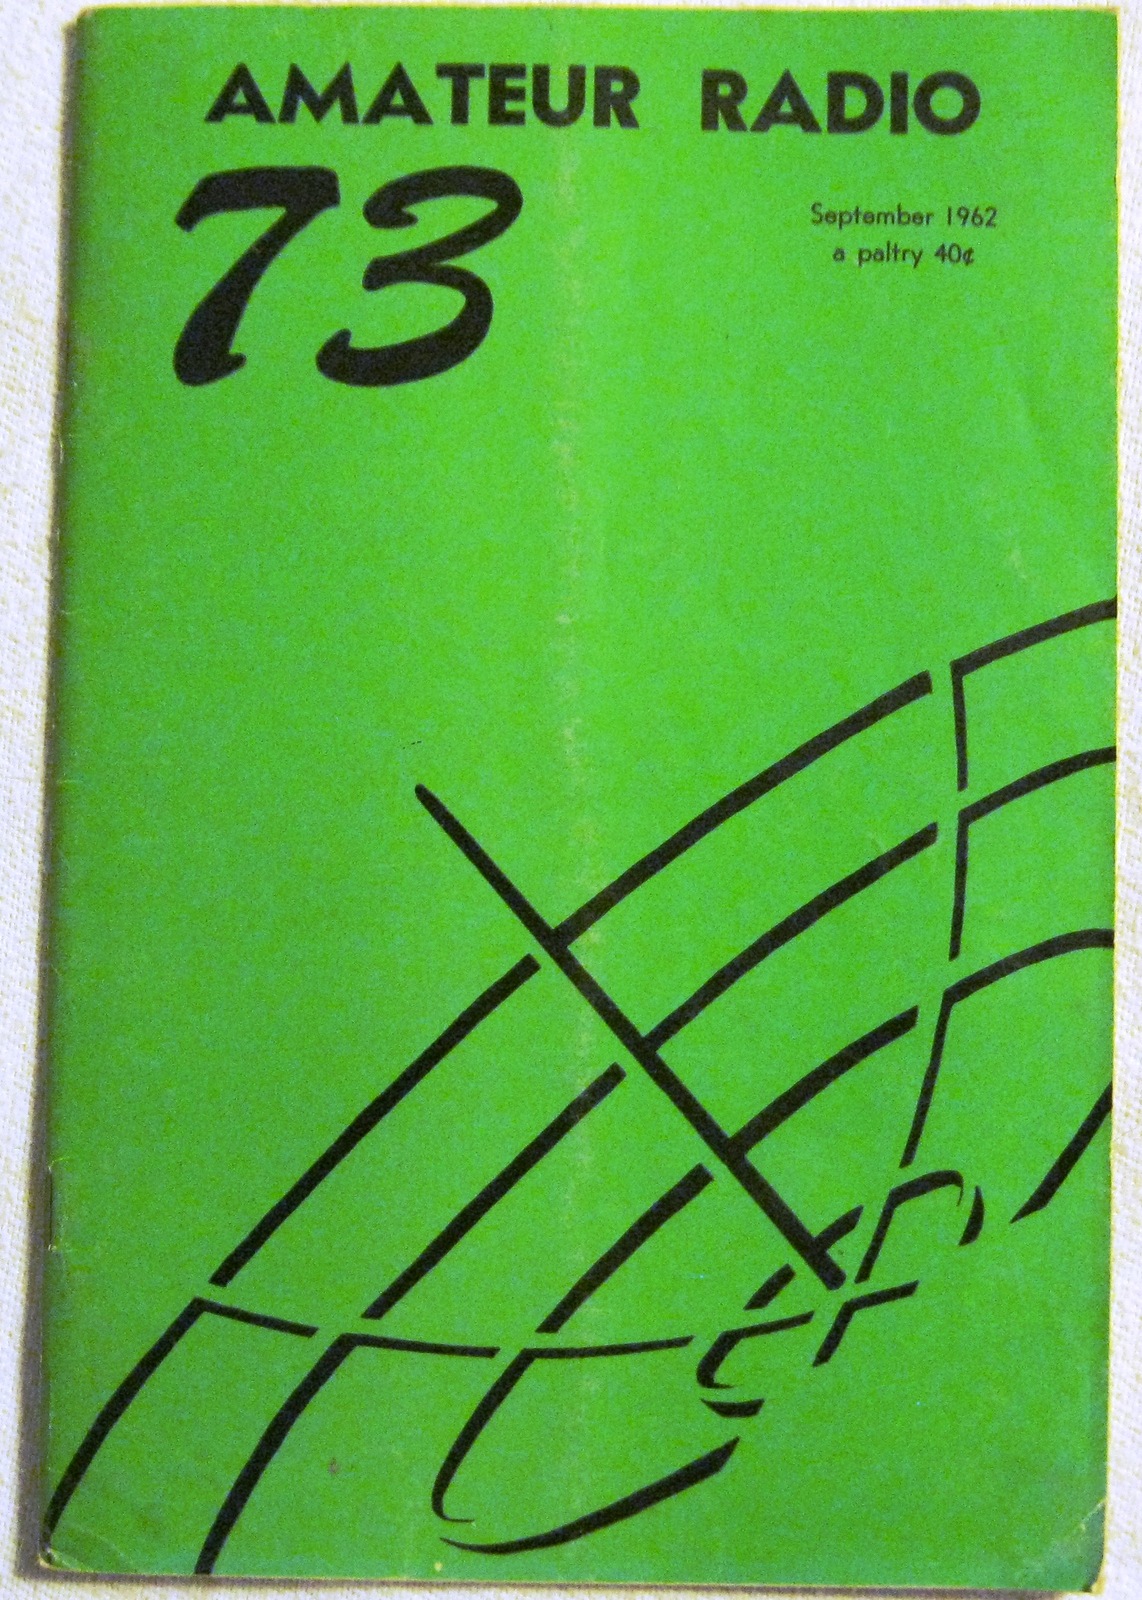 AMATEUR RADIO
73
September 1962
a paltry 40¢